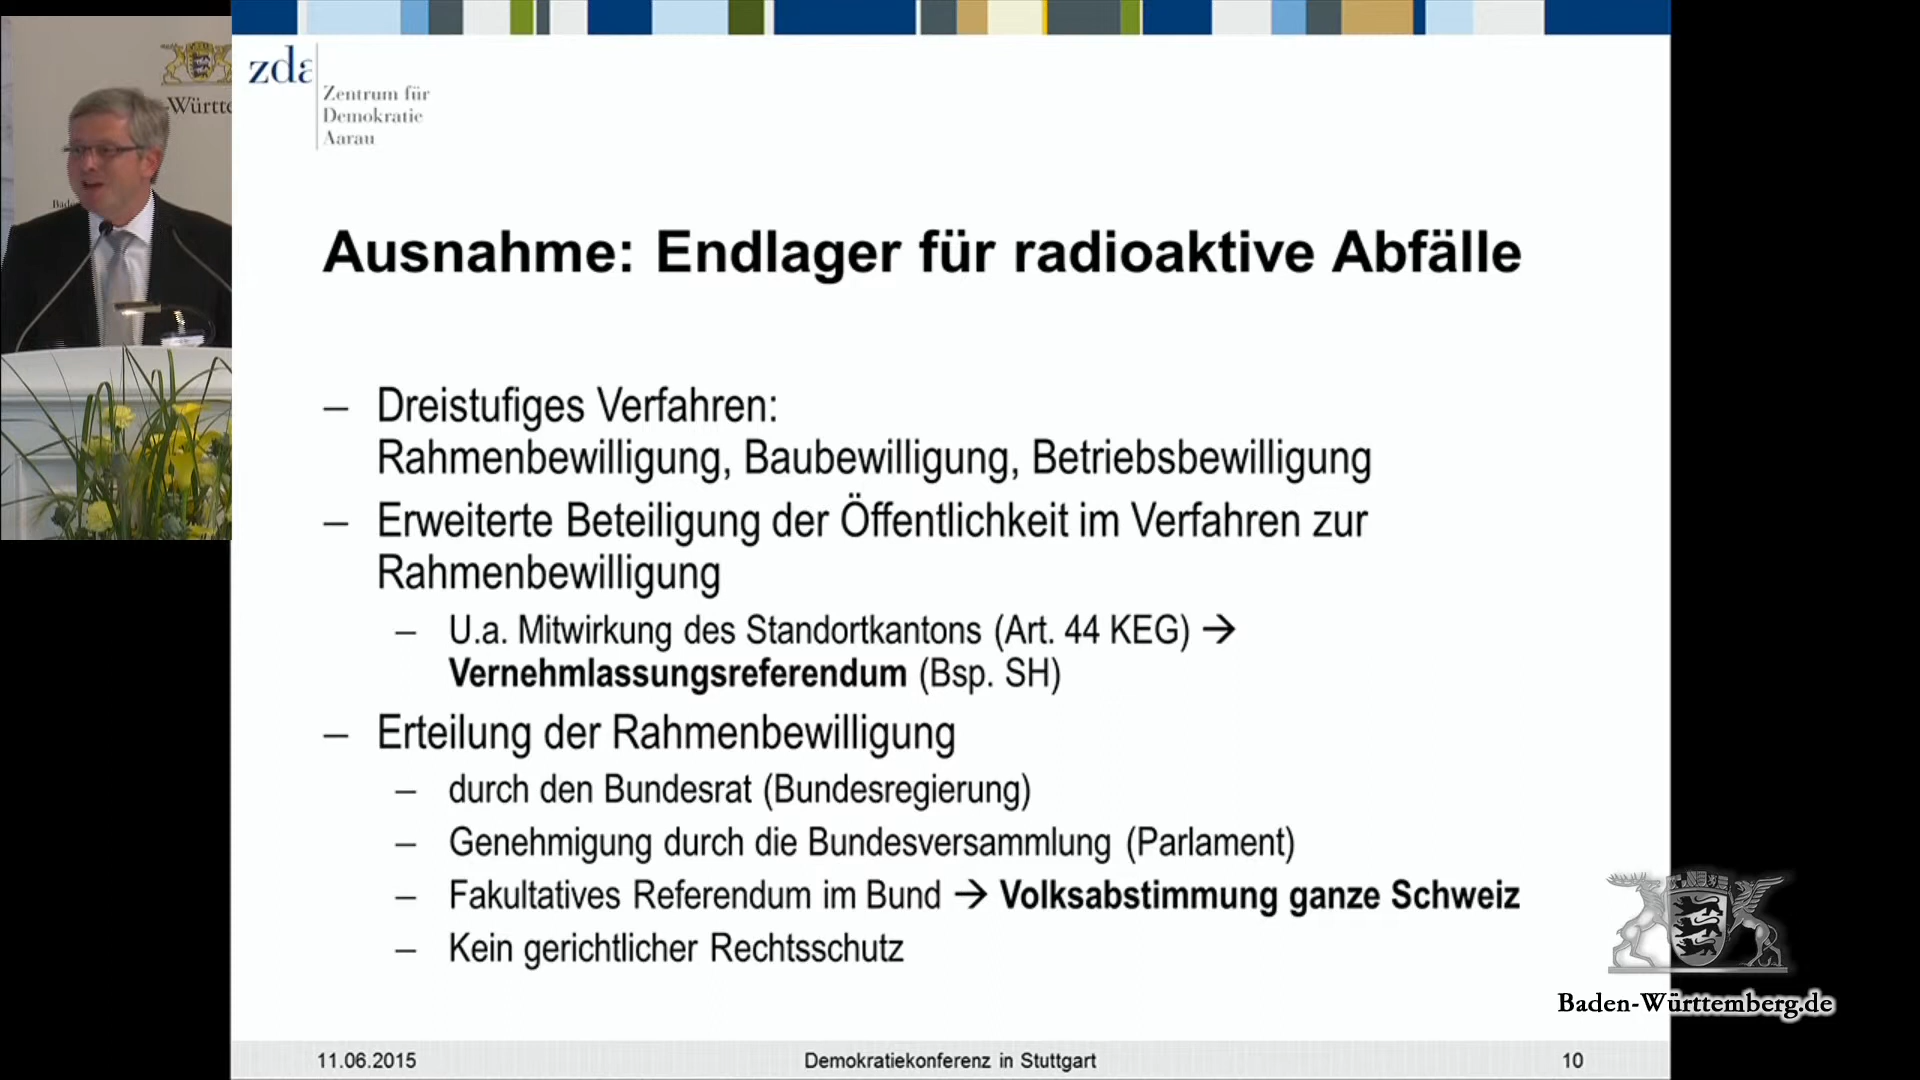 zda
Zentrum für
Demokratie
Aarau
-Württe
Ausnahme: Endlager für radioaktive Abfälle
– Dreistufiges Verfahren:
Rahmenbewilligung, Baubewilligung, Betriebsbewilligung
– Erweiterte Beteiligung der Öffentlichkeit im Verfahren zur
Rahmenbewilligung
– U.a. Mitwirkung des Standortkantons (Art. 44 KEG) →
Vernehmlassungsreferendum (Bsp. SH)
– Erteilung der Rahmenbewilligung
– durch den Bundesrat (Bundesregierung)
– Genehmigung durch die Bundesversammlung (Parlament)
– Fakultatives Referendum im Bund → Volksabstimmung ganze Schweiz
– Kein gerichtlicher Rechtsschutz
Baden-Württemberg.de
11.06.2015
Demokratiekonferenz in Stuttgart
10